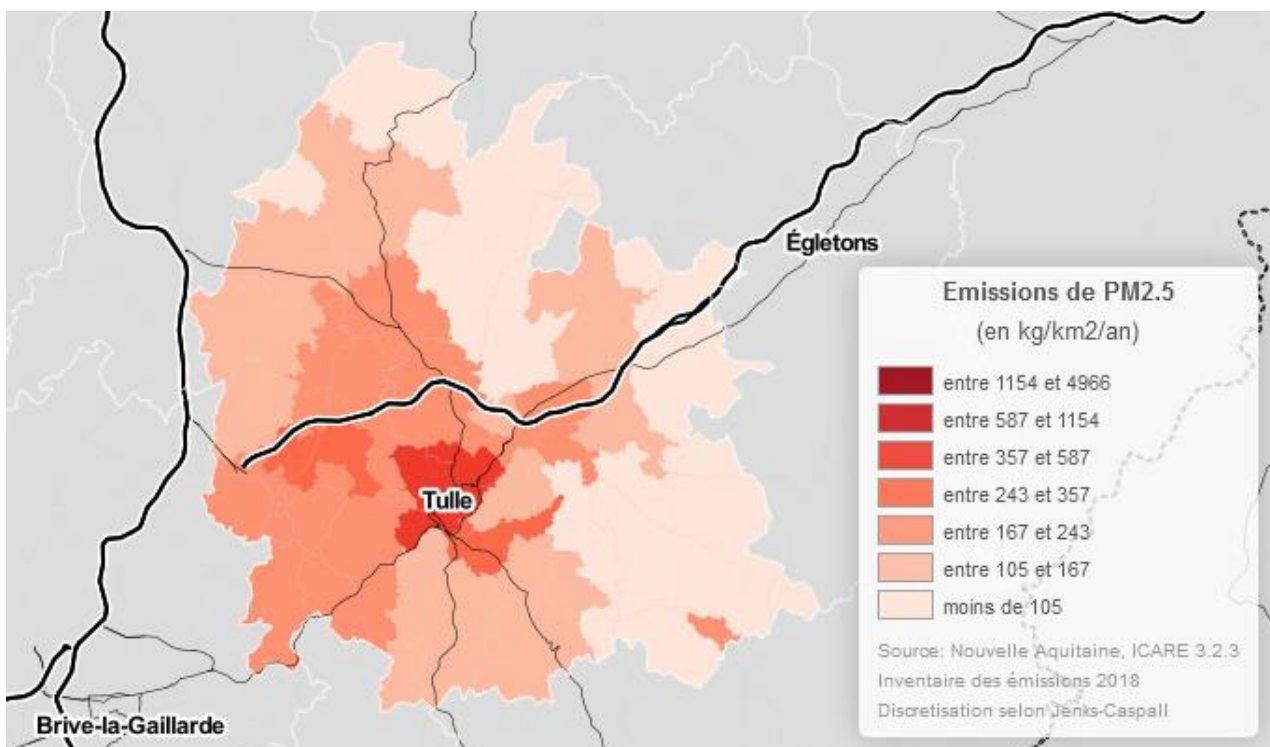 Égletons
Emissions de PM2.5
(en kg/km2/an)
entre 1154 et 4966
entre 587 et 1154
entre 357 et 587
entre 243 et 357
entre 167 et 243
entre 105 et 167
moins de 105
Source: Nouvelle Aquitaine, ICARE 3.2.3
Inventaire des émissions 2018
Discretisation selon Jenks-Caspall
Tulle
Brive-la-Gaillarde